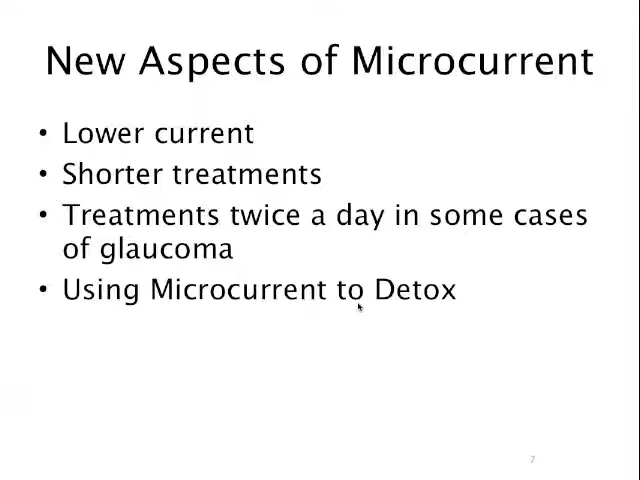 New Aspects of Microcurrent
• Lower current
• Shorter treatments
• Treatments twice a day in some cases
of glaucoma
• Using Microcurrent to Detox
7